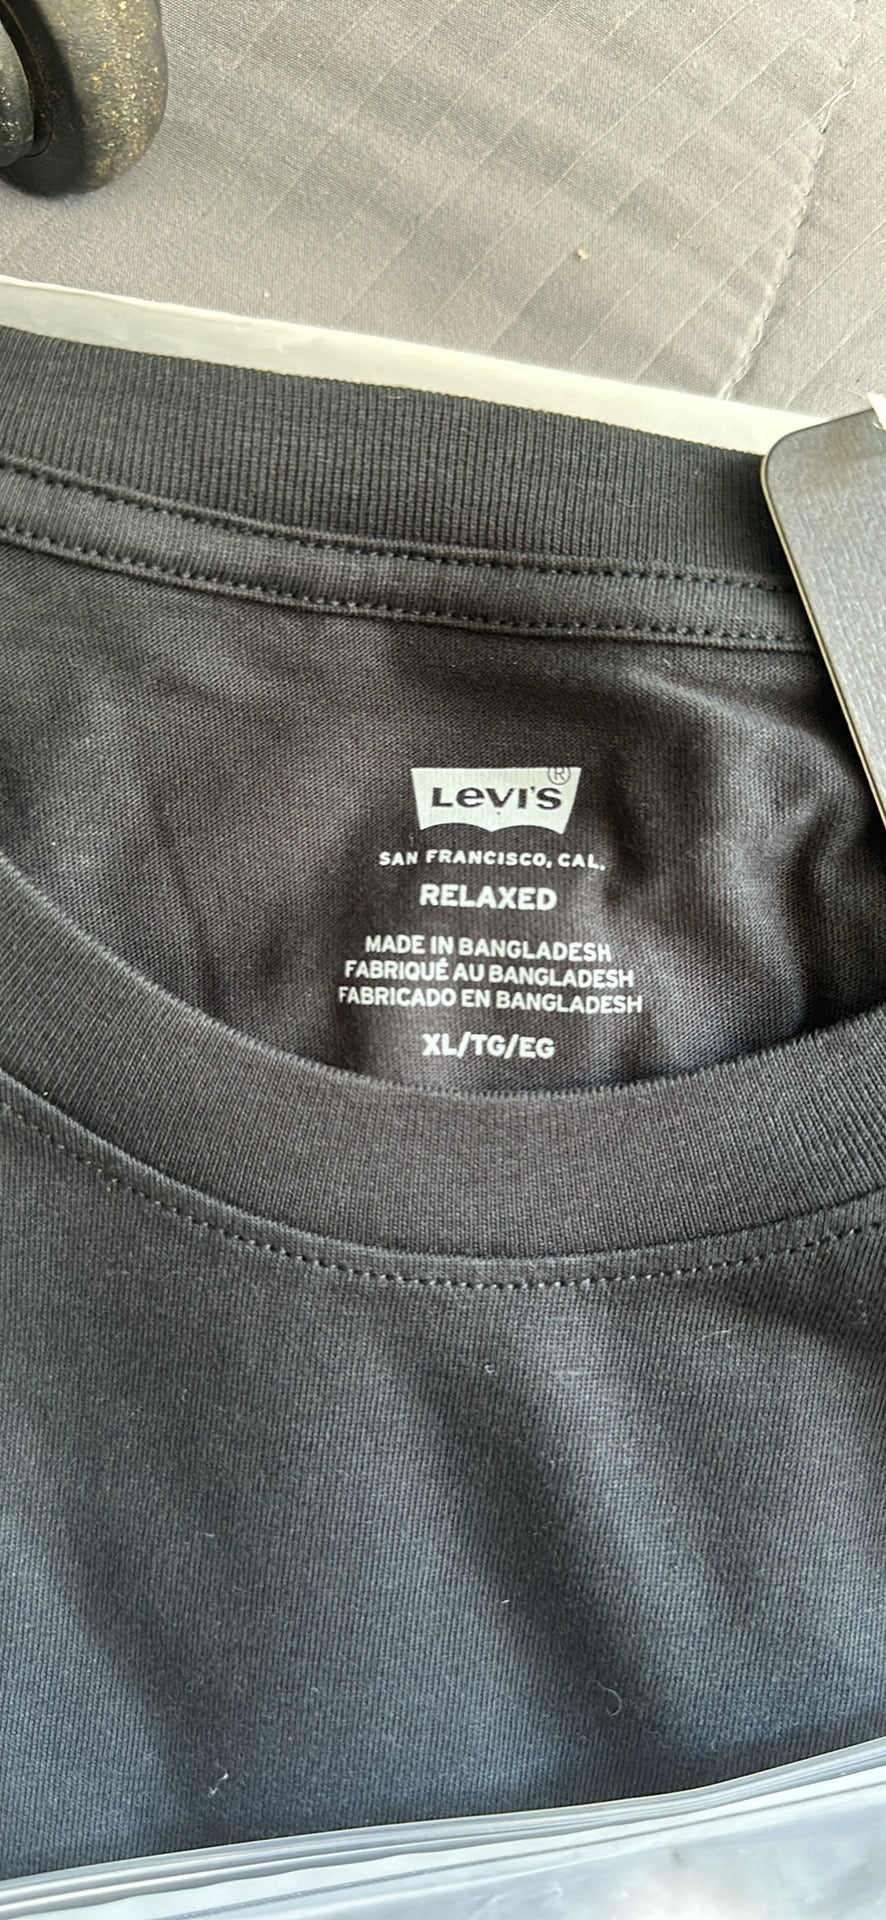 LEVI'S®
SAN FRANCISCO, CAL.
RELAXED
MADE IN BANGLADESH
FABRIQUÉ AU BANGLADESH
FABRICADO EN BANGLADESH
XL/TG/EG